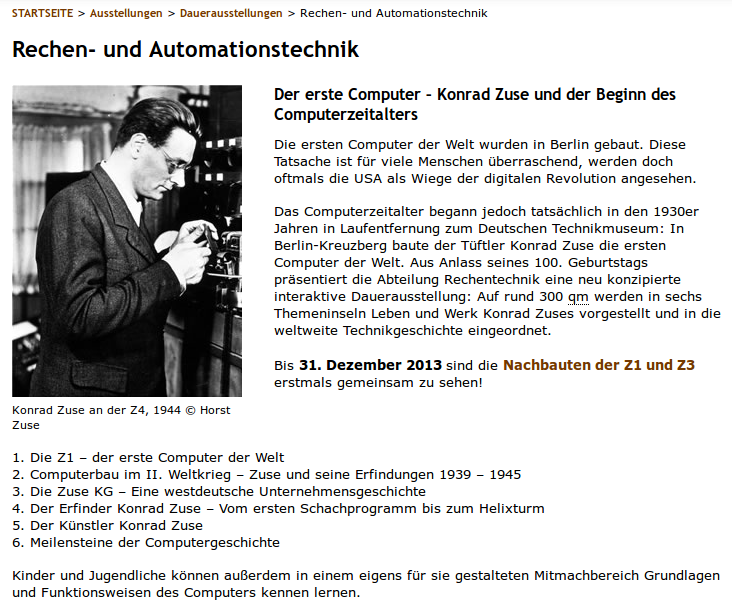 STARTSEITE > Ausstellungen > Dauerausstellungen > Rechen- und Automationstechnik
Rechen- und Automationstechnik
Der erste Computer - Konrad Zuse und der Beginn des
Computerzeitalters
Die ersten Computer der Welt wurden in Berlin gebaut. Diese
Tatsache ist für viele Menschen überraschend, werden doch
oftmals die USA als Wiege der digitalen Revolution angesehen.
Das Computerzeitalter begann jedoch tatsächlich in den 1930er
Jahren in Laufentfernung zum Deutschen Technikmuseum: In
Berlin-Kreuzberg baute der Tüftler Konrad Zuse die ersten
Computer der Welt. Aus Anlass seines 100. Geburtstags
präsentiert die Abteilung Rechentechnik eine neu konzipierte
interaktive Dauerausstellung: Auf rund 300 qm werden in sechs
Themeninseln Leben und Werk Konrad Zuses vorgestellt und in die
weltweite Technikgeschichte eingeordnet.
Bis 31. Dezember 2013 sind die Nachbauten der Z1 und Z3
erstmals gemeinsam zu sehen!
Konrad Zuse an der Z4, 1944 © Horst
Zuse
1. Die Z1 – der erste Computer der Welt
2. Computerbau im II. Weltkrieg – Zuse und seine Erfindungen 1939 – 1945
3. Die Zuse KG – Eine westdeutsche Unternehmensgeschichte
4. Der Erfinder Konrad Zuse – Vom ersten Schachprogramm bis zum Helixturm
5. Der Künstler Konrad Zuse
6. Meilensteine der Computergeschichte
Kinder und Jugendliche können außerdem in einem eigens für sie gestalteten Mitmachbereich Grundlagen
und Funktionsweisen des Computers kennen lernen.